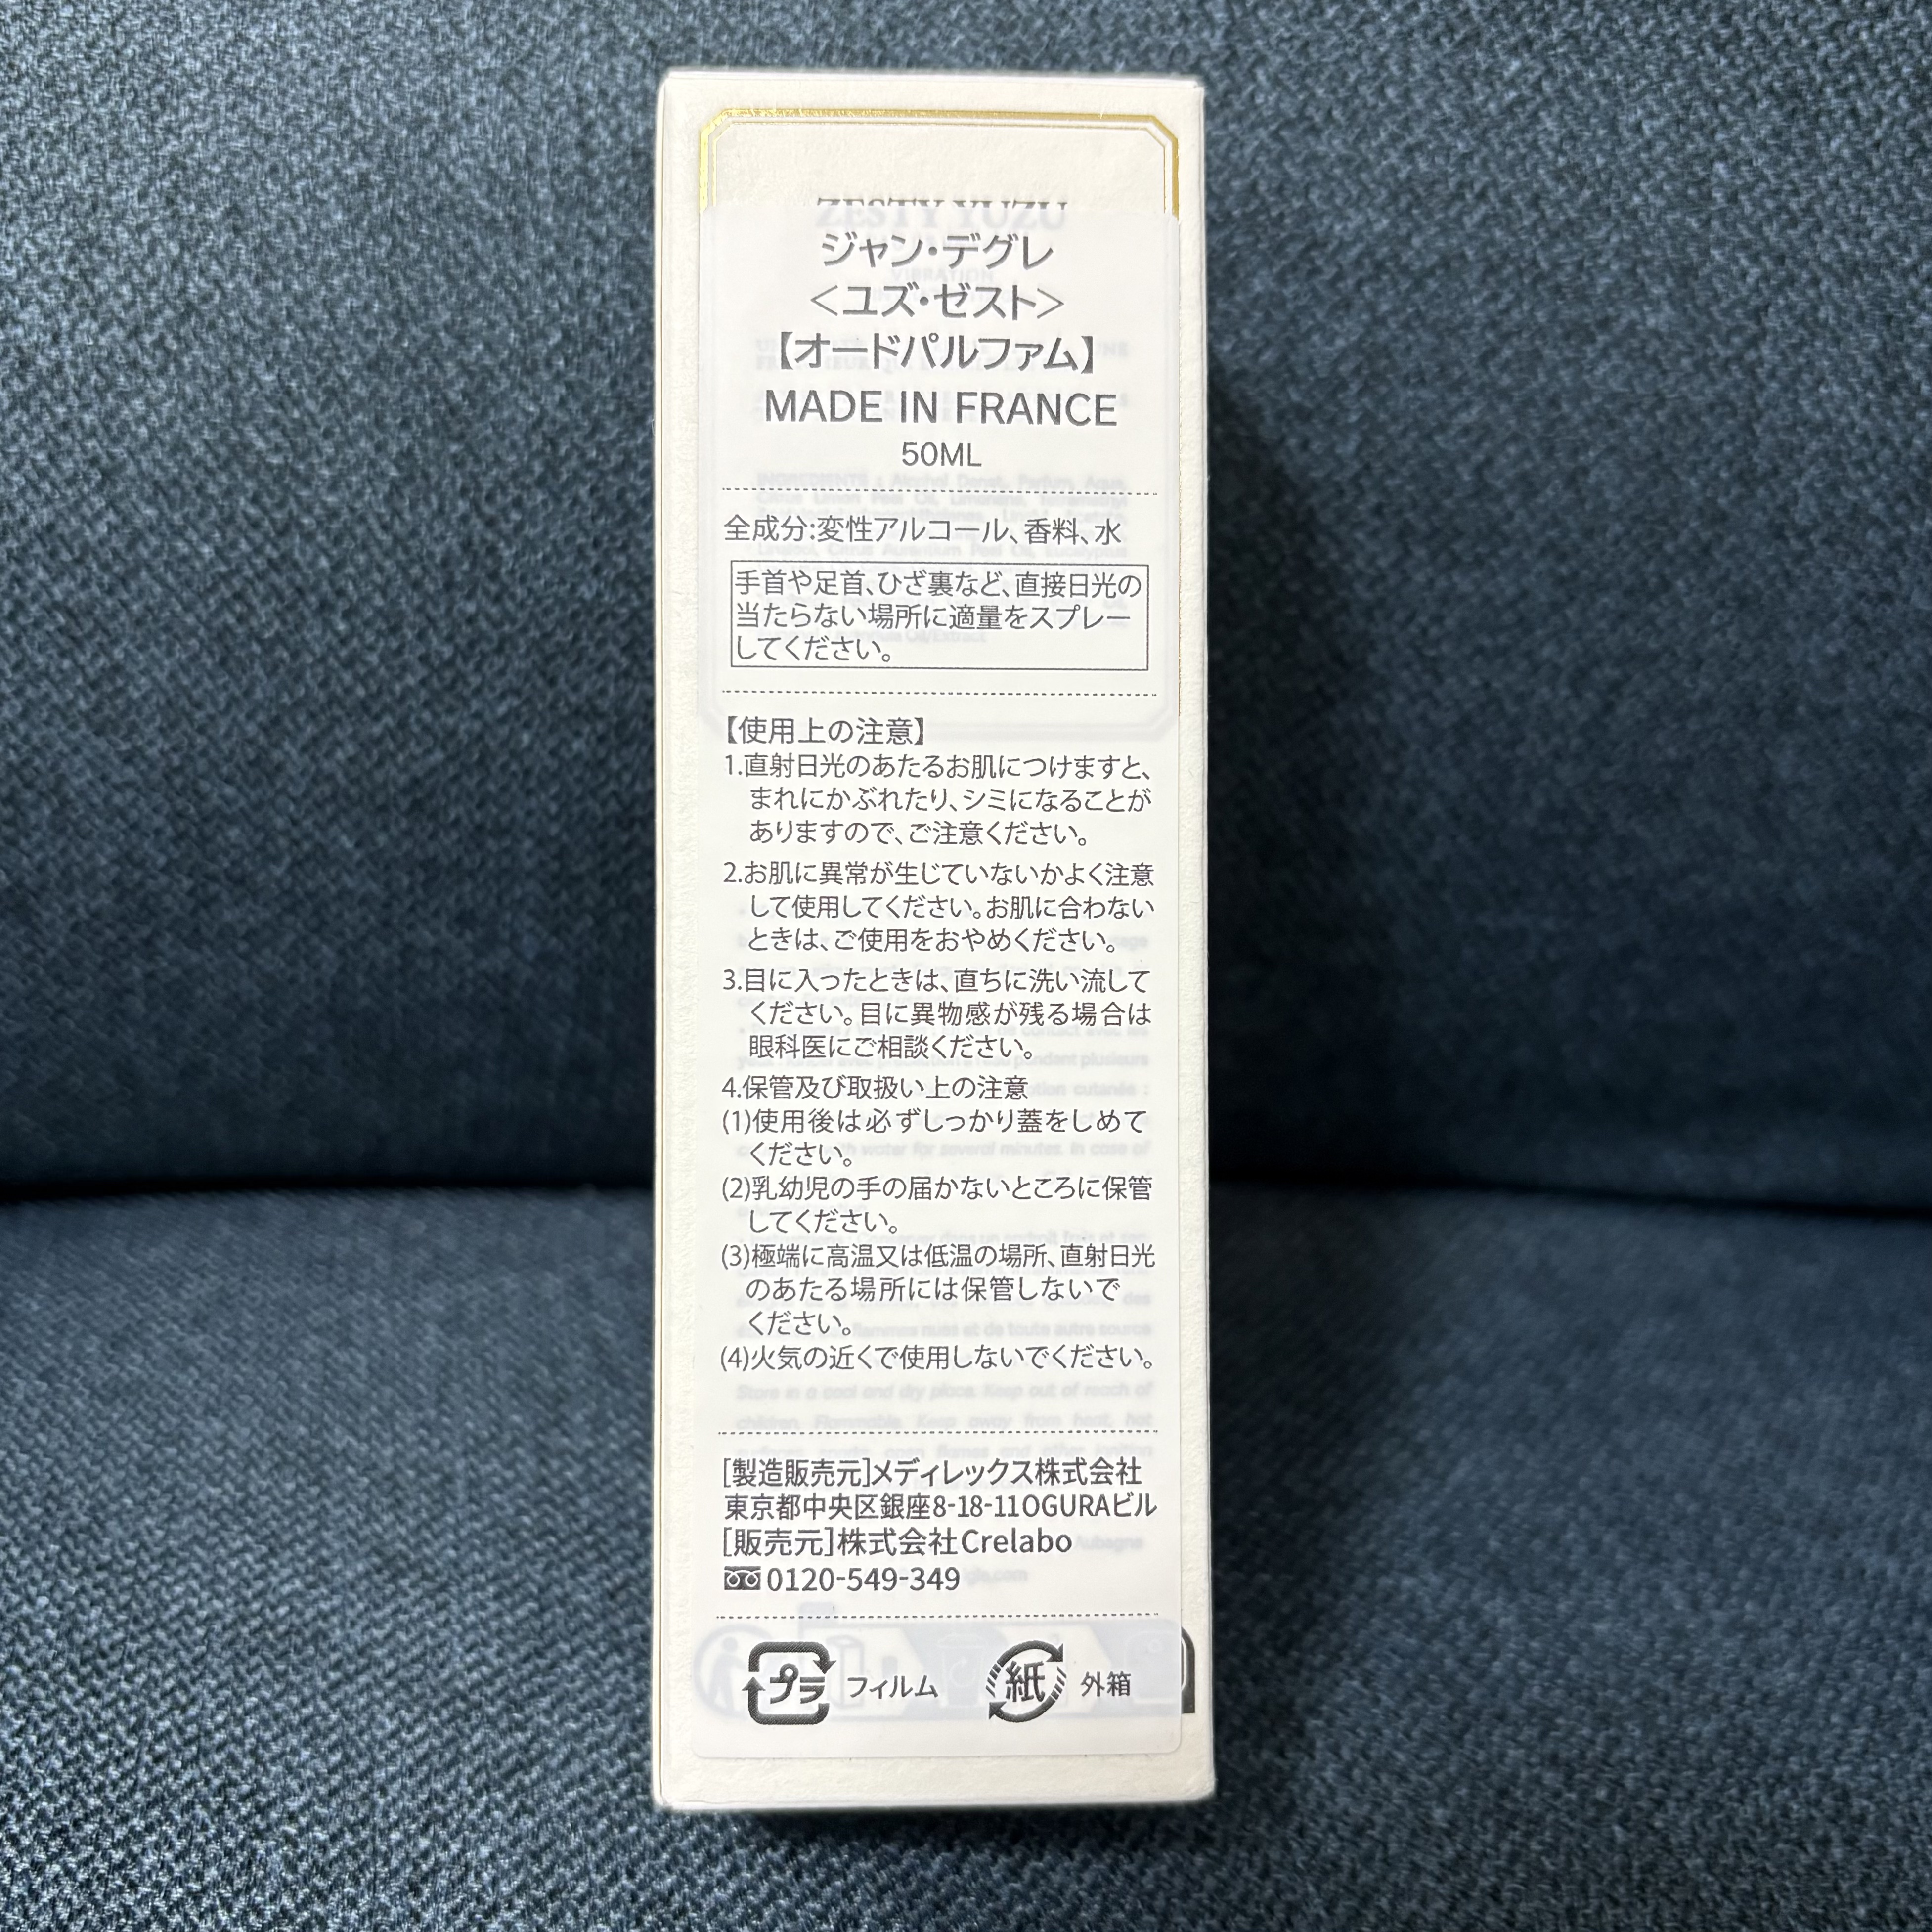 ZESTY YUZU
ジャン・デグレ
VIBRATION
＜ユズ・ゼスト＞
【オードパルファム】
MADE IN FRANCE
50ML
全成分:変性アルコール、香料、水
手首や足首、ひざ裏など、直接日光の
当たらない場所に適量をスプレー
してください。
【使用上の注意】
1.直射日光のあたるお肌につけますと、
まれにかぶれたり、シミになることが
ありますので、ご注意ください。
2.お肌に異常が生じていないかよく注意
して使用してください。お肌に合わない
ときは、ご使用をおやめください。
3.目に入ったときは、直ちに洗い流して
ください。目に異物感が残る場合は
眼科医にご相談ください。
4.保管及び取扱い上の注意
(1)使用後は必ずしっかり蓋をしめて
ください。
(2)乳幼児の手の届かないところに保管
してください。
(3)極端に高温又は低温の場所、直射日光
のあたる場所には保管しないで
ください。
(4)火気の近くで使用しないでください。
Store in a cool and dry place. Keep out of reach of
children. Flammable. Keep away from heat, hot
[製造販売元]メディレックス株式会社
東京都中央区銀座8-18-11OGURAビル
[販売元]株式会社Crelabo
0120-549-349
プラ フィルム 紙 外箱